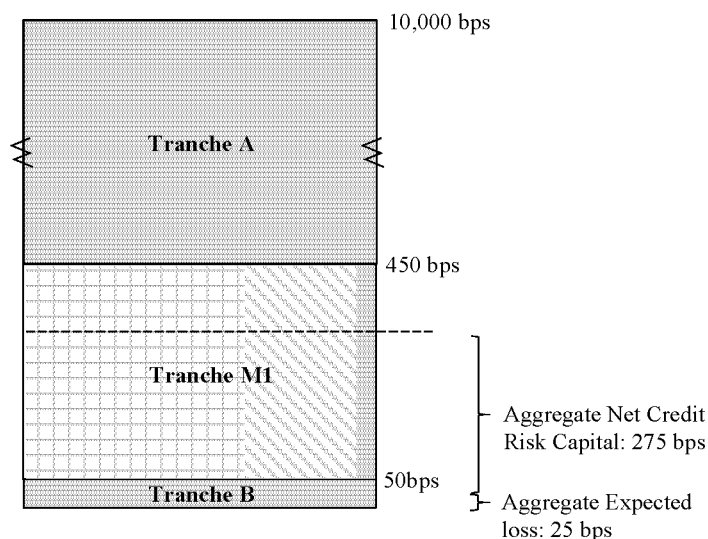 10,000 bps
Tranche A
450 bps
Tranche M1
Aggregate Net Credit
Risk Capital: 275 bps
50bps
Tranche B
Aggregate Expected
loss: 25 bps